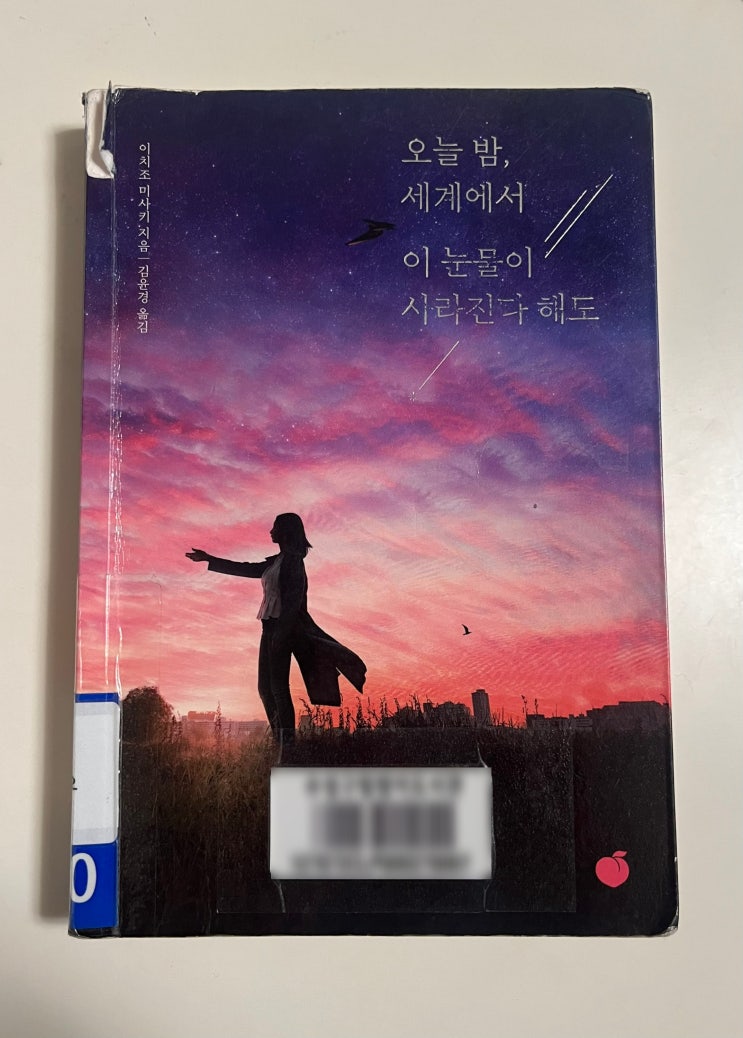 오늘 밤,
세계에서
이 눈물이
사라진다 해도
이치조 미사키 지음 | 김윤경 옮김
0